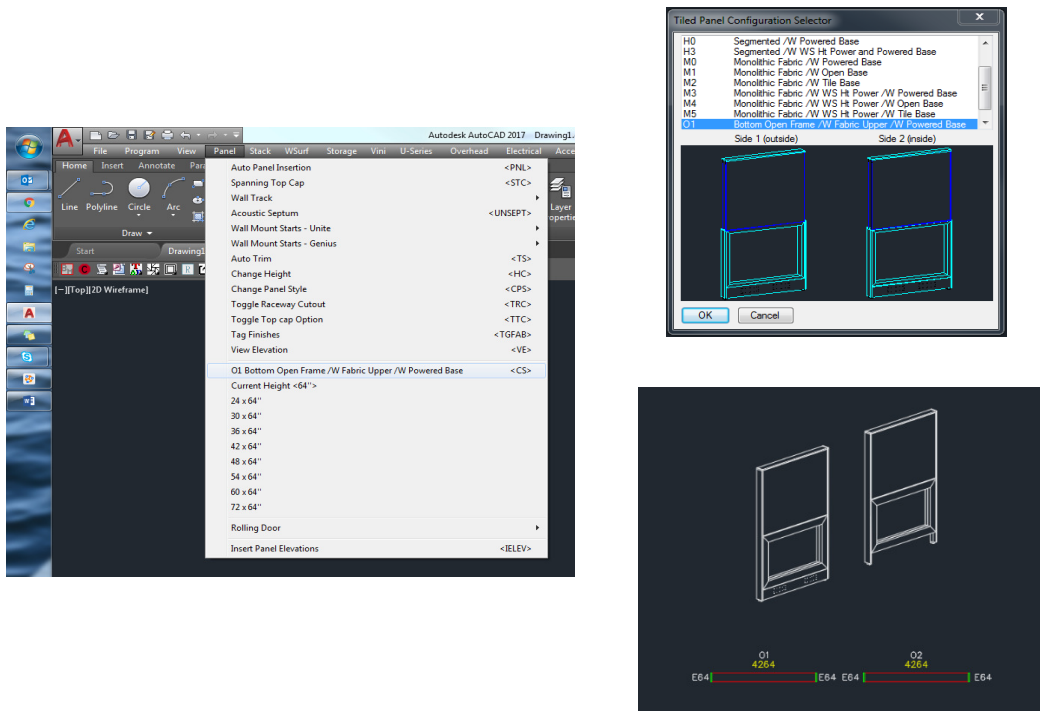 Autodesk AutoCAD 2017 Drawing1.
File Program View Panel Stack WSurf Storage Vini U-Series Overhead Electrical Acce
Home Insert Annotate Para
Line Polyline Circle Arc
Layer
Draw
Start Drawing1
[−][Top][2D Wireframe]
Auto Panel Insertion <PNL>
Spanning Top Cap <STC>
Wall Track
Acoustic Septum <UNSEPT>
Wall Mount Starts - Unite
Wall Mount Starts - Genius
Auto Trim <TS>
Change Height <HC>
Change Panel Style <CPS>
Toggle Raceway Cutout <TRC>
Toggle Top cap Option <TTC>
Tag Finishes <TGFAB>
View Elevation <VE>
O1 Bottom Open Frame /W Fabric Upper /W Powered Base <CS>
Current Height <64">
24 x 64"
30 x 64"
36 x 64"
42 x 64"
48 x 64"
54 x 64"
60 x 64"
72 x 64"
Rolling Door
Insert Panel Elevations <IELEV>
Tiled Panel Configuration Selector
H0 Segmented /W Powered Base
H3 Segmented /W WS Ht Power and Powered Base
M0 Monolithic Fabric /W Powered Base
M1 Monolithic Fabric /W Open Base
M2 Monolithic Fabric /W Tile Base
M3 Monolithic Fabric /W WS Ht Power /W Powered Base
M4 Monolithic Fabric /W WS Ht Power /W Open Base
M5 Monolithic Fabric /W WS Ht Power /W Tile Base
O1 Bottom Open Frame /W Fabric Upper /W Powered Base
Side 1 (outside) Side 2 (inside)
OK Cancel
O1 O2
4264 4264
E64 E64 E64 E64